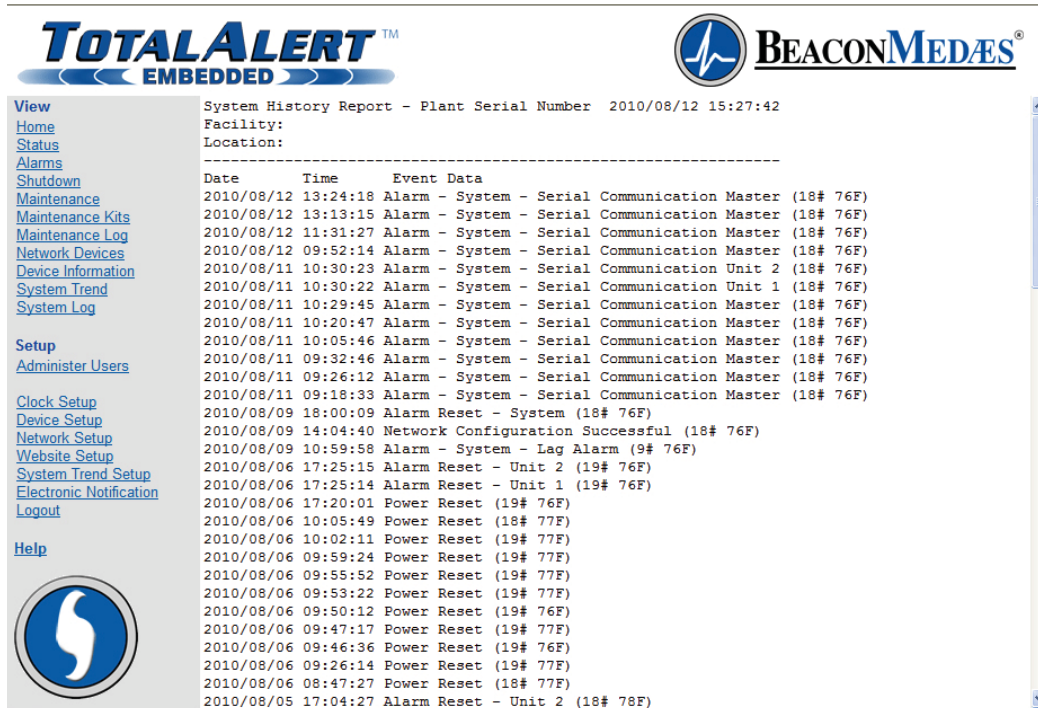 TOTALALERT™
EMBEDDED
BEACONMEDÆS®
View
Home
Status
Alarms
Shutdown
Maintenance
Maintenance Kits
Maintenance Log
Network Devices
Device Information
System Trend
System Log
Setup
Administer Users
Clock Setup
Device Setup
Network Setup
Website Setup
System Trend Setup
Electronic Notification
Logout
Help
System History Report - Plant Serial Number 2010/08/12 15:27:42
Facility:
Location:
----------------------------------------------------------------
Date Time Event Data
2010/08/12 13:24:18 Alarm - System - Serial Communication Master (18# 76F)
2010/08/12 13:13:15 Alarm - System - Serial Communication Master (18# 76F)
2010/08/12 11:31:27 Alarm - System - Serial Communication Master (18# 76F)
2010/08/12 09:52:14 Alarm - System - Serial Communication Master (18# 76F)
2010/08/11 10:30:23 Alarm - System - Serial Communication Unit 2 (18# 76F)
2010/08/11 10:30:22 Alarm - System - Serial Communication Unit 1 (18# 76F)
2010/08/11 10:29:45 Alarm - System - Serial Communication Master (18# 76F)
2010/08/11 10:20:47 Alarm - System - Serial Communication Master (18# 76F)
2010/08/11 10:05:46 Alarm - System - Serial Communication Master (18# 76F)
2010/08/11 09:32:46 Alarm - System - Serial Communication Master (18# 76F)
2010/08/11 09:26:12 Alarm - System - Serial Communication Master (18# 76F)
2010/08/11 09:18:33 Alarm - System - Serial Communication Master (18# 76F)
2010/08/09 18:00:09 Alarm Reset - System (18# 76F)
2010/08/09 14:04:40 Network Configuration Successful (18# 76F)
2010/08/09 10:59:58 Alarm - System - Lag Alarm (9# 76F)
2010/08/06 17:25:15 Alarm Reset - Unit 2 (19# 76F)
2010/08/06 17:25:14 Alarm Reset - Unit 1 (19# 76F)
2010/08/06 17:20:01 Power Reset (19# 76F)
2010/08/06 10:05:49 Power Reset (18# 77F)
2010/08/06 10:02:11 Power Reset (19# 77F)
2010/08/06 09:59:24 Power Reset (19# 77F)
2010/08/06 09:55:52 Power Reset (19# 77F)
2010/08/06 09:53:22 Power Reset (19# 77F)
2010/08/06 09:50:12 Power Reset (19# 76F)
2010/08/06 09:47:17 Power Reset (19# 77F)
2010/08/06 09:46:36 Power Reset (19# 76F)
2010/08/06 09:26:14 Power Reset (19# 77F)
2010/08/06 08:47:27 Power Reset (18# 77F)
2010/08/05 17:04:27 Alarm Reset - Unit 2 (18# 78F)